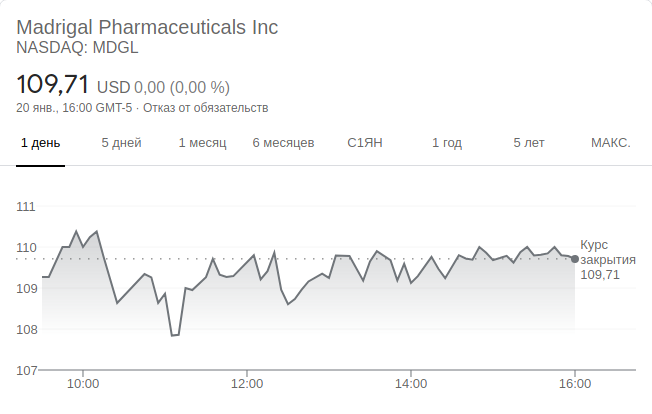 Madrigal Pharmaceuticals Inc
NASDAQ: MDGL
109,71 USD 0,00 (0,00 %)
20 янв., 16:00 GMT-5 · Отказ от обязательств
1 день 5 дней 1 месяц 6 месяцев С1ЯН 1 год 5 лет МАКС.
111
110
109
108
107
Курс
закрытия
109,71
10:00 12:00 14:00 16:00